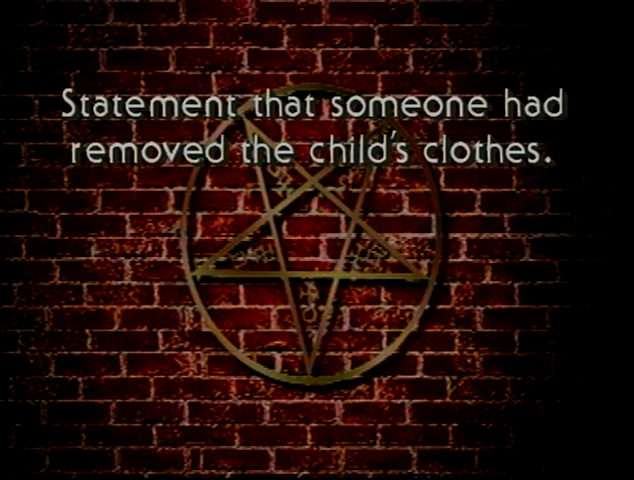 Statement that someone had
removed the child's clothes.